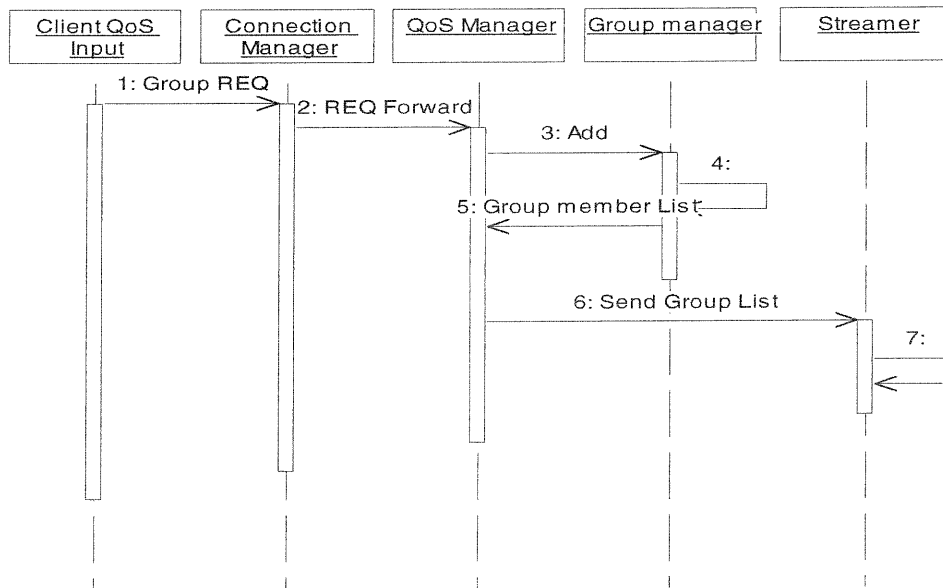 Client QoS
Input
Connection
Manager
QoS Manager
Group manager
Streamer
1: Group REQ
2: REQ Forward
3: Add
4:
5: Group member List
6: Send Group List
7: